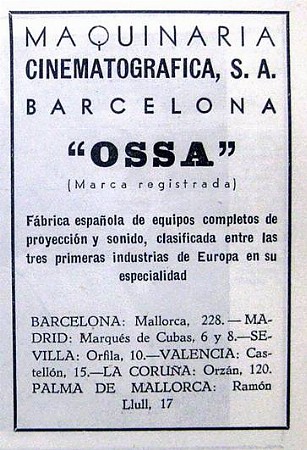 MAQUINARIA
CINEMATOGRAFICA, S. A.
BARCELONA
"OSSA"
(Marca registrada)
Fábrica española de equipos completos de
proyección y sonido, clasificada entre las
tres primeras industrias de Europa en su
especialidad
BARCELONA: Mallorca, 228.—MA-
DRID: Marqués de Cubas, 6 y 8.—SE-
VILLA: Orfila, 10.—VALENCIA: Cas-
tellón, 15.—LA CORUÑA: Orzán, 120.
PALMA DE MALLORCA: Ramón
Llull, 17